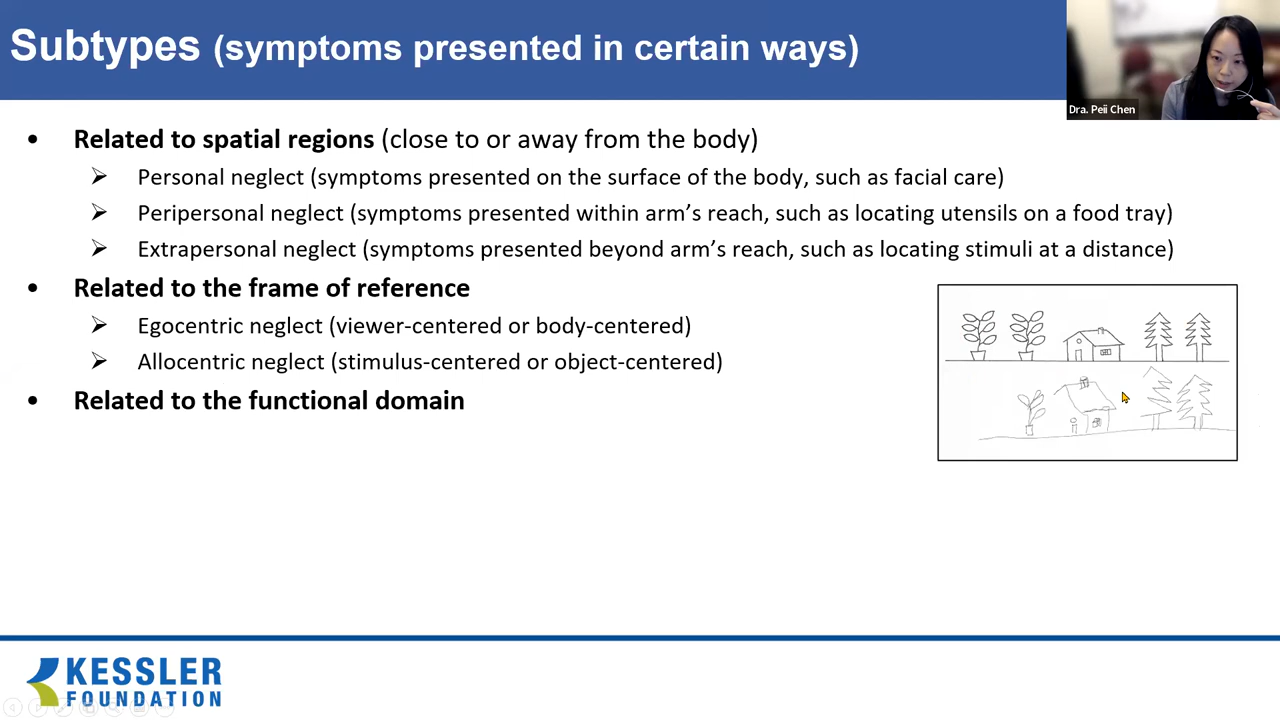 Subtypes (symptoms presented in certain ways)
Dra. Peii Chen
• Related to spatial regions (close to or away from the body)
➢ Personal neglect (symptoms presented on the surface of the body, such as facial care)
➢ Peripersonal neglect (symptoms presented within arm’s reach, such as locating utensils on a food tray)
➢ Extrapersonal neglect (symptoms presented beyond arm’s reach, such as locating stimuli at a distance)
• Related to the frame of reference
➢ Egocentric neglect (viewer-centered or body-centered)
➢ Allocentric neglect (stimulus-centered or object-centered)
• Related to the functional domain
KESSLER
FOUNDATION